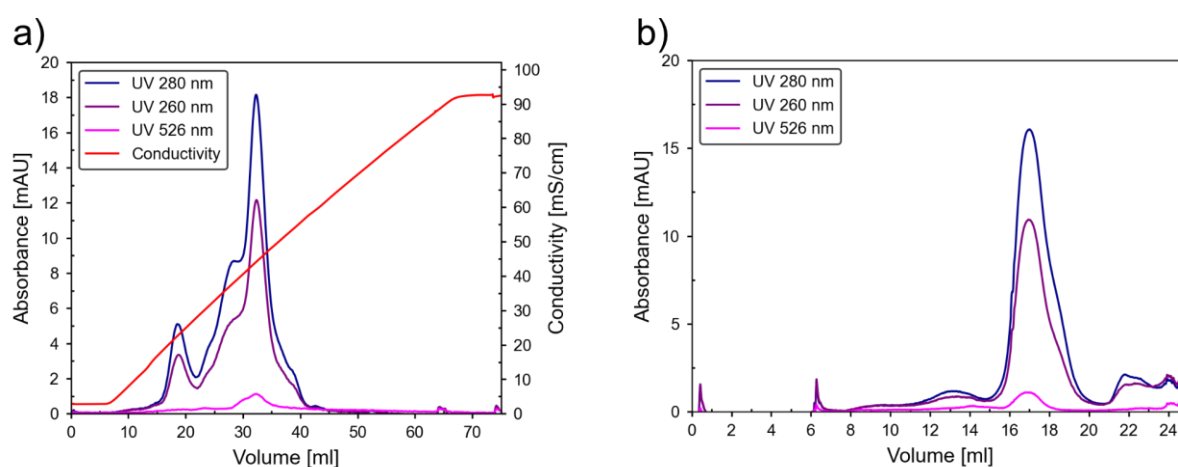 a)
UV 280 nm
UV 260 nm
UV 526 nm
Conductivity
Absorbance [mAU]
20
18
16
14
12
10
8
6
4
2
0
Conductivity [mS/cm]
100
90
80
70
60
50
40
30
20
10
0
0 10 20 30 40 50 60 70
Volume [ml]
b)
UV 280 nm
UV 260 nm
UV 526 nm
Absorbance [mAU]
20
15
10
5
0
0 2 4 6 8 10 12 14 16 18 20 22 24
Volume [ml]